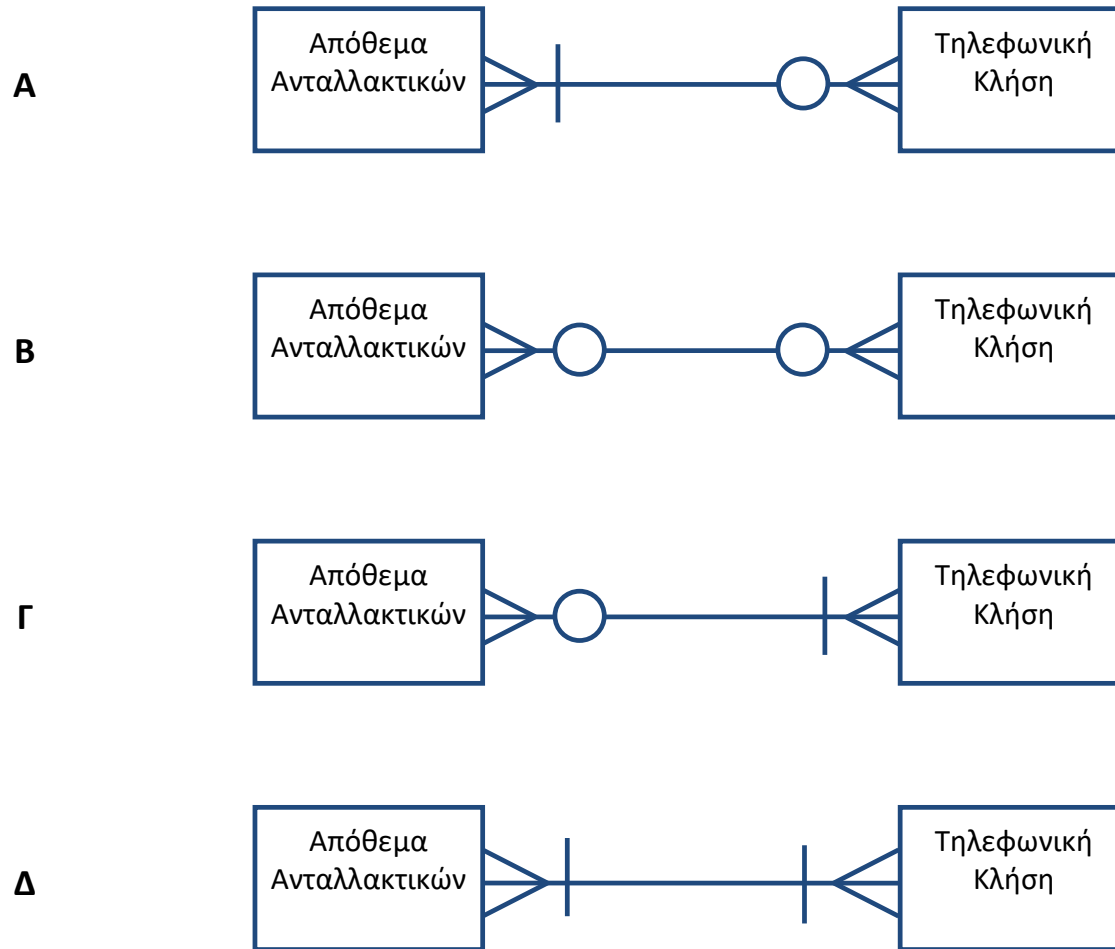 Α
Απόθεμα
Ανταλλακτικών
Τηλεφωνική
Κλήση
Β
Απόθεμα
Ανταλλακτικών
Τηλεφωνική
Κλήση
Γ
Απόθεμα
Ανταλλακτικών
Τηλεφωνική
Κλήση
Δ
Απόθεμα
Ανταλλακτικών
Τηλεφωνική
Κλήση